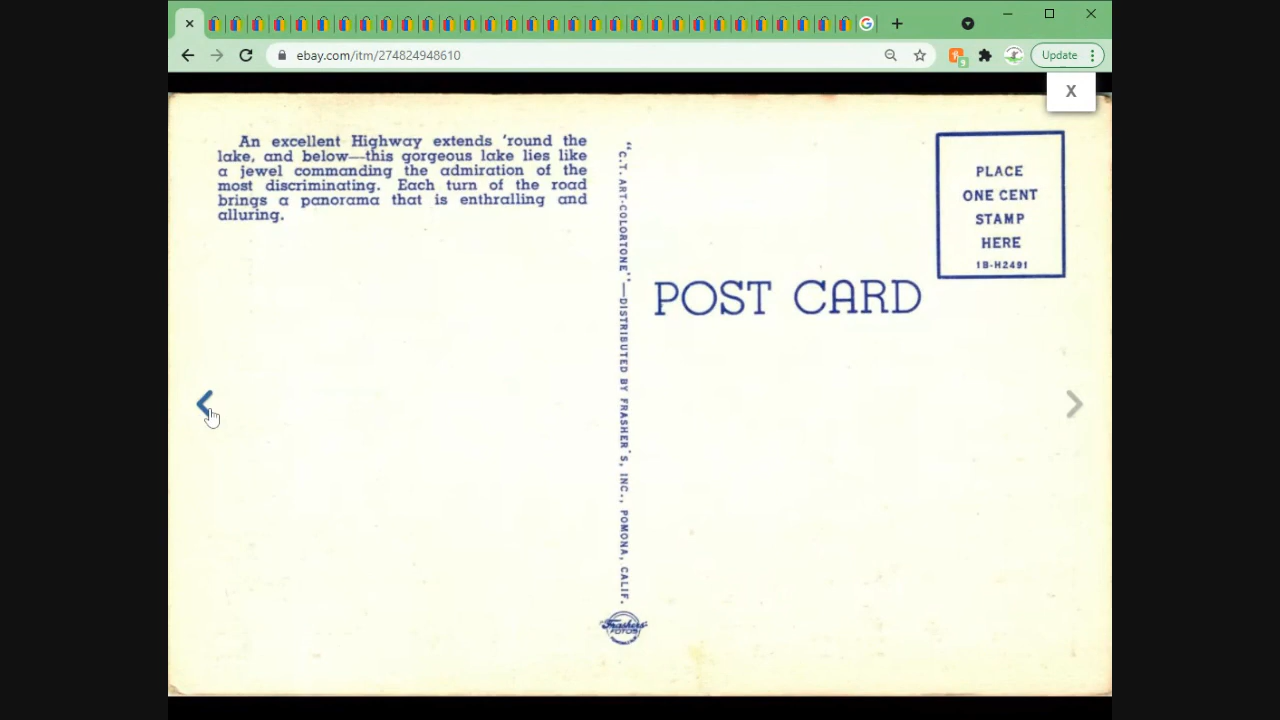 ebay.com/itm/274824948610
Update
X
An excellent Highway extends 'round the
lake, and below—this gorgeous lake lies like
a jewel commanding the admiration of the
most discriminating. Each turn of the road
brings a panorama that is enthralling and
alluring.
"C.T. ART-COLORTONE"—DISTRIBUTED BY FRASHER'S, INC., POMONA, CALIF.
Frashers
FOTOS
POST CARD
PLACE
ONE CENT
STAMP
HERE
1B-H2491